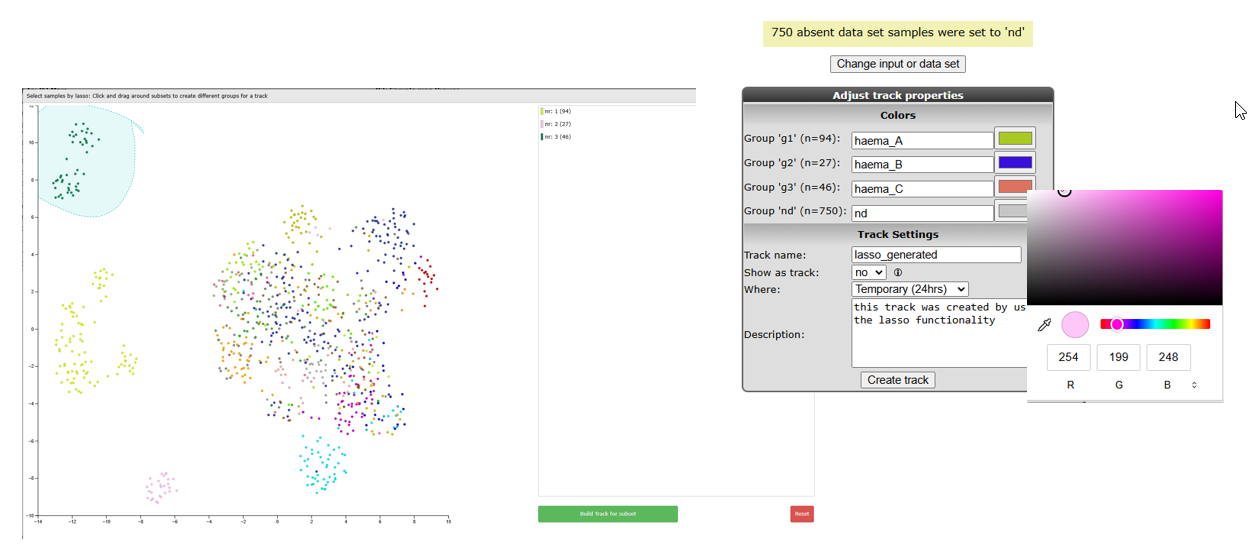 750 absent data set samples were set to 'nd'
Change input or data set
Select samples by lasso: Click and drag around subsets to create different groups for a track
nr: 1 (94)
nr: 2 (27)
nr: 3 (46)
10
8
6
4
2
0
-2
-4
-6
-8
-10
-14 -12 -10 -8 -6 -4 -2 0 2 4 6 8 10
Build Track for subset
Reset
Adjust track properties
Colors
Group 'g1' (n=94): haema_A
Group 'g2' (n=27): haema_B
Group 'g3' (n=46): haema_C
Group 'nd' (n=750): nd
Track Settings
Track name: lasso_generated
Show as track: no
Where: Temporary (24hrs)
Description: this track was created by us
the lasso functionality
Create track
254 199 248
R G B